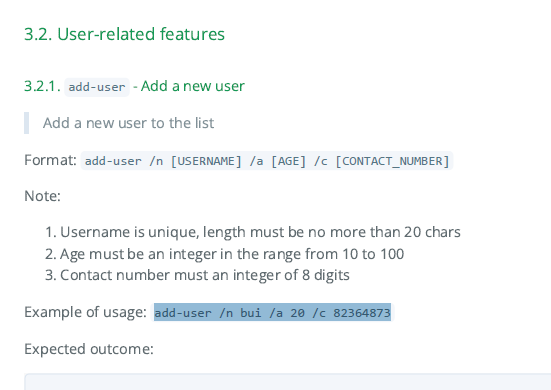 3.2. User-related features
3.2.1. add-user - Add a new user
Add a new user to the list
Format: add-user /n [USERNAME] /a [AGE] /c [CONTACT_NUMBER]
Note:
1. Username is unique, length must be no more than 20 chars
2. Age must be an integer in the range from 10 to 100
3. Contact number must an integer of 8 digits
Example of usage: add-user /n bui /a 20 /c 82364873
Expected outcome: